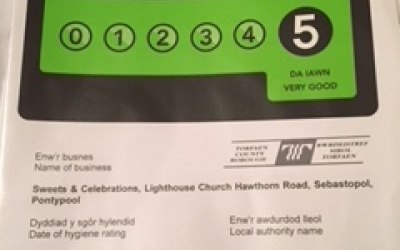 0 1 2 3 4 5
DA IAWN
VERY GOOD
Enw'r busnes
Name of business
TORFAEN
COUNTY
BOROUGH
BWRDEISTREF
SIROL
TORFAEN
Sweets & Celebrations, Lighthouse Church Hawthorn Road, Sebastopol,
Pontypool
Dyddiad y sgôr hylendid
Date of hygiene rating
Enw'r awdurdod lleol
Local authority name